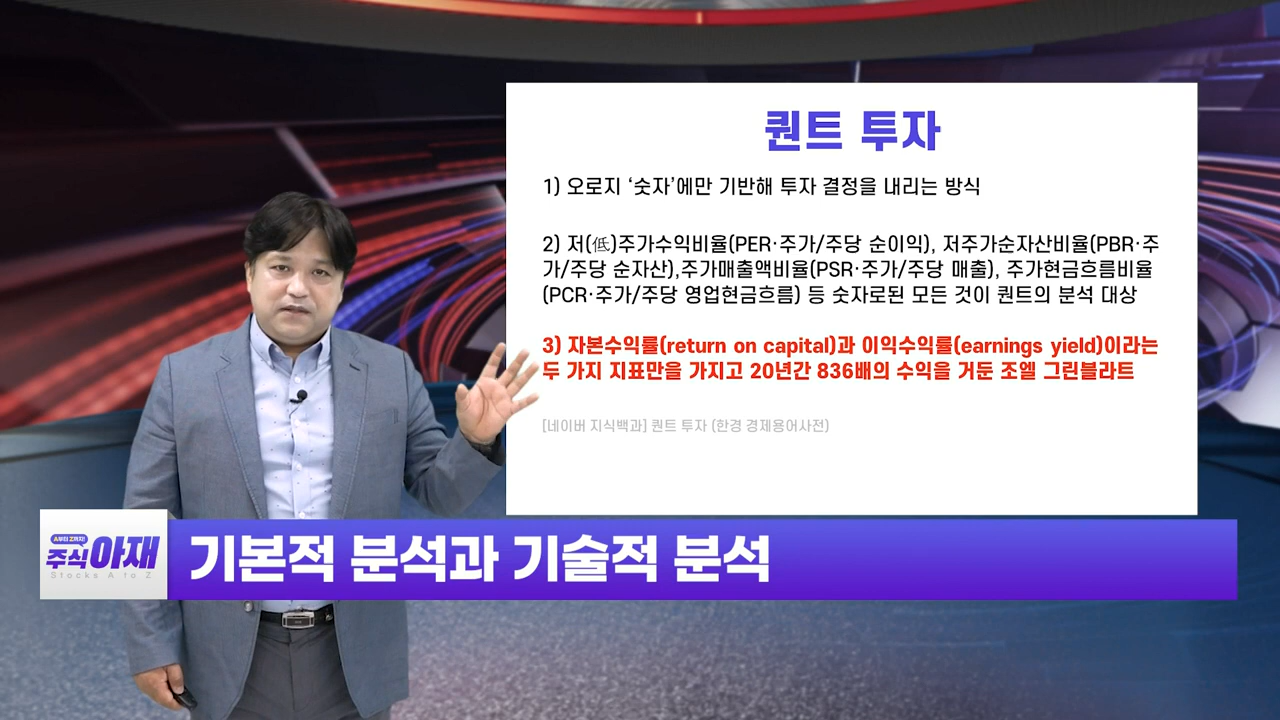 퀀트 투자
1) 오로지 ‘숫자’에만 기반해 투자 결정을 내리는 방식
2) 저(低)주가수익비율(PER·주가/주당 순이익), 저주가순자산비율(PBR·주
가/주당 순자산),주가매출액비율(PSR·주가/주당 매출), 주가현금흐름비율
(PCR·주가/주당 영업현금흐름) 등 숫자로된 모든 것이 퀀트의 분석 대상
3) 자본수익률(return on capital)과 이익수익률(earnings yield)이라는
두 가지 지표만을 가지고 20년간 836배의 수익을 거둔 조엘 그린블라트
[네이버 지식백과] 퀀트 투자 (한경 경제용어사전)
A부터 Z까지!
주식아재
Stocks A to Z
기본적 분석과 기술적 분석